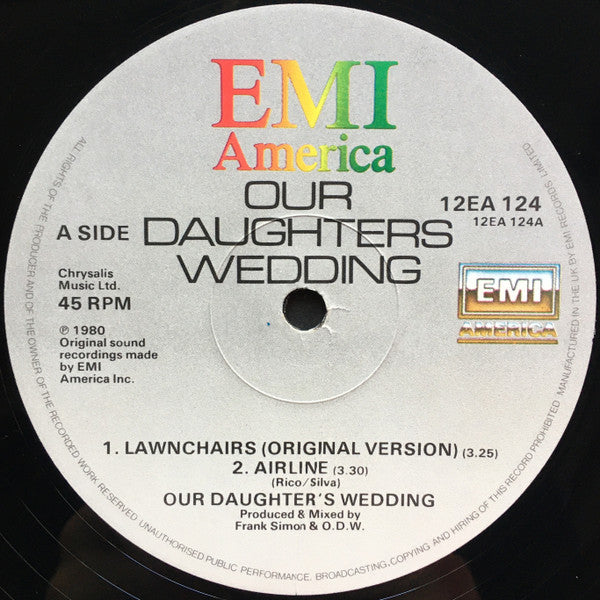 EMI
America
OUR
DAUGHTERS
WEDDING
A SIDE
12EA 124
12EA 124A
Chrysalis
Music Ltd.
45 RPM
℗ 1980
Original sound
recordings made
by EMI
America Inc.
EMI
AMERICA
1. LAWNCHAIRS (ORIGINAL VERSION) (3.25)
2. AIRLINE (3.30)
(Rico/Silva)
OUR DAUGHTER'S WEDDING
Produced & Mixed by
Frank Simon & O.D.W.
ALL RIGHTS OF THE PRODUCER AND OF THE OWNER OF THE RECORDED WORK RESERVED UNAUTHORISED PUBLIC PERFORMANCE, BROADCASTING, COPYING AND HIRING OF THIS RECORD PROHIBITED MANUFACTURED IN THE UK BY EMI RECORDS LIMITED